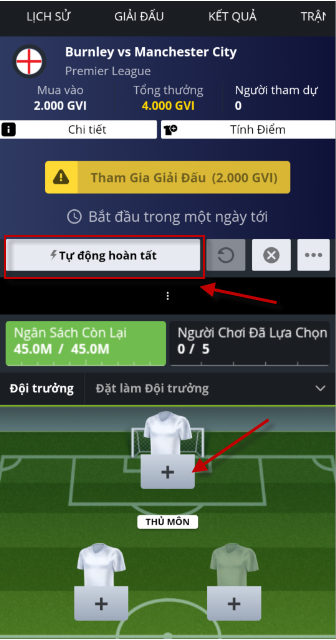 LỊCH SỬ GIẢI ĐẤU KẾT QUẢ TRẬN
Burnley vs Manchester City
Premier League
Mua vào Tổng thưởng Người tham dự
2.000 GVI 4.000 GVI 0
Chi tiết Tính Điểm
Tham Gia Giải Đấu (2.000 GVI)
Bắt đầu trong một ngày tới
Tự động hoàn tất
Ngân Sách Còn Lại Người Chơi Đã Lựa Chọn
45.0M / 45.0M 0 / 5
Đội trưởng Đặt làm Đội trưởng
THỦ MÔN